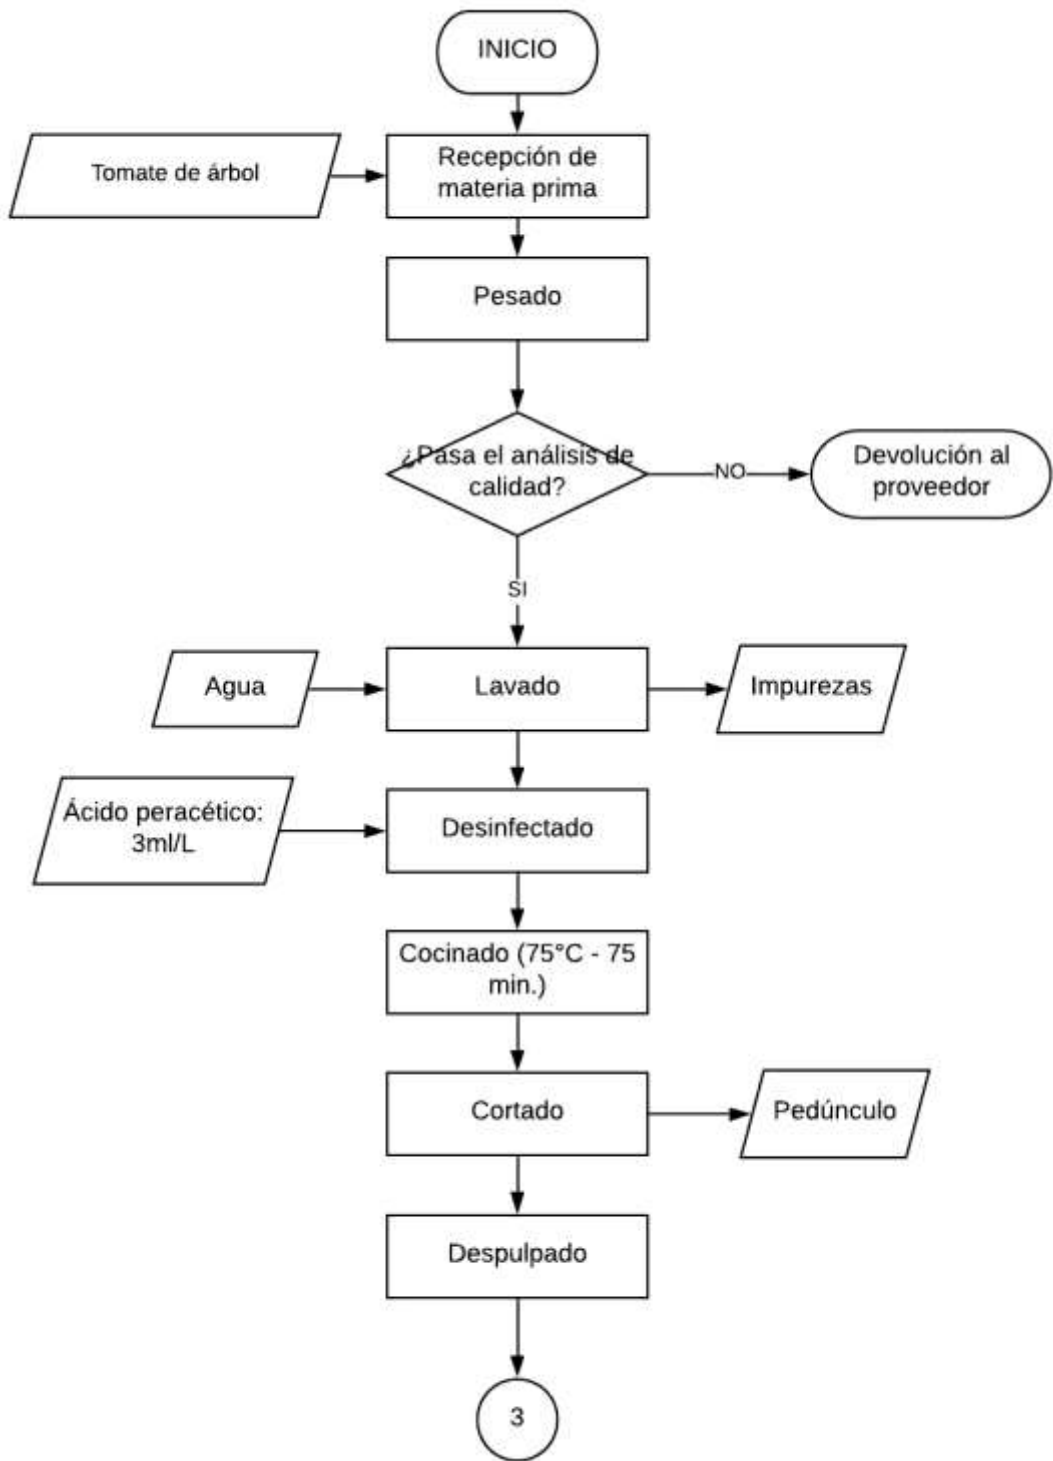 INICIO
Tomate de árbol
Recepción de
materia prima
Pesado
¿Pasa el análisis de
calidad?
NO
Devolución al
proveedor
SI
Agua
Lavado
Impurezas
Ácido peracético:
3ml/L
Desinfectado
Cocinado (75°C - 75
min.)
Cortado
Pedúnculo
Despulpado
3